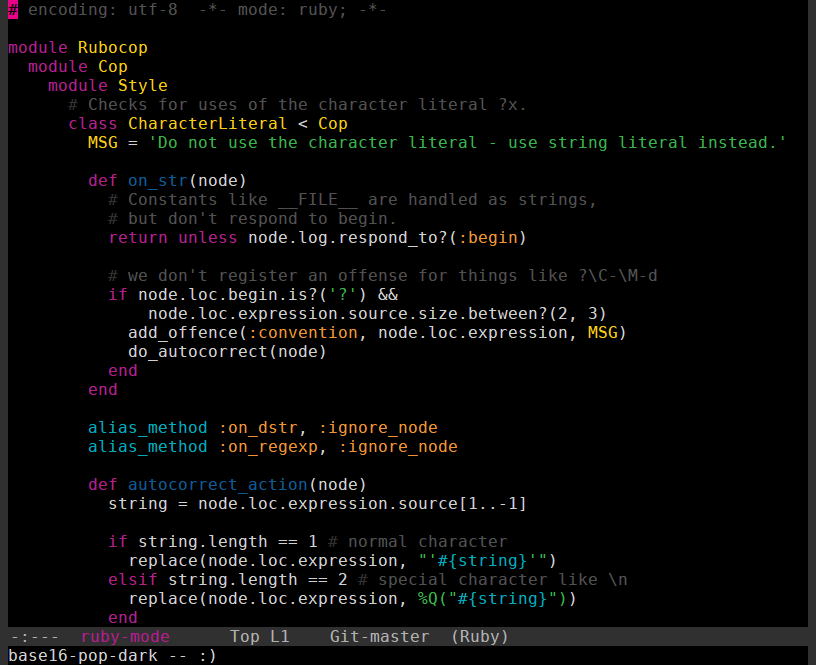 # encoding: utf-8  -*- mode: ruby; -*-

module Rubocop
  module Cop
    module Style
      # Checks for uses of the character literal ?x.
      class CharacterLiteral < Cop
        MSG = 'Do not use the character literal - use string literal instead.'

        def on_str(node)
          # Constants like __FILE__ are handled as strings,
          # but don't respond to begin.
          return unless node.log.respond_to?(:begin)

          # we don't register an offense for things like ?\C-\M-d
          if node.loc.begin.is?('?') &&
              node.loc.expression.source.size.between?(2, 3)
            add_offence(:convention, node.loc.expression, MSG)
            do_autocorrect(node)
          end
        end

        alias_method :on_dstr, :ignore_node
        alias_method :on_regexp, :ignore_node

        def autocorrect_action(node)
          string = node.loc.expression.source[1..-1]

          if string.length == 1 # normal character
            replace(node.loc.expression, "'#{string}'")
          elsif string.length == 2 # special character like \n
            replace(node.loc.expression, %Q("#{string}"))
          end
-:---  ruby-mode      Top L1    Git-master  (Ruby)
base16-pop-dark -- :)